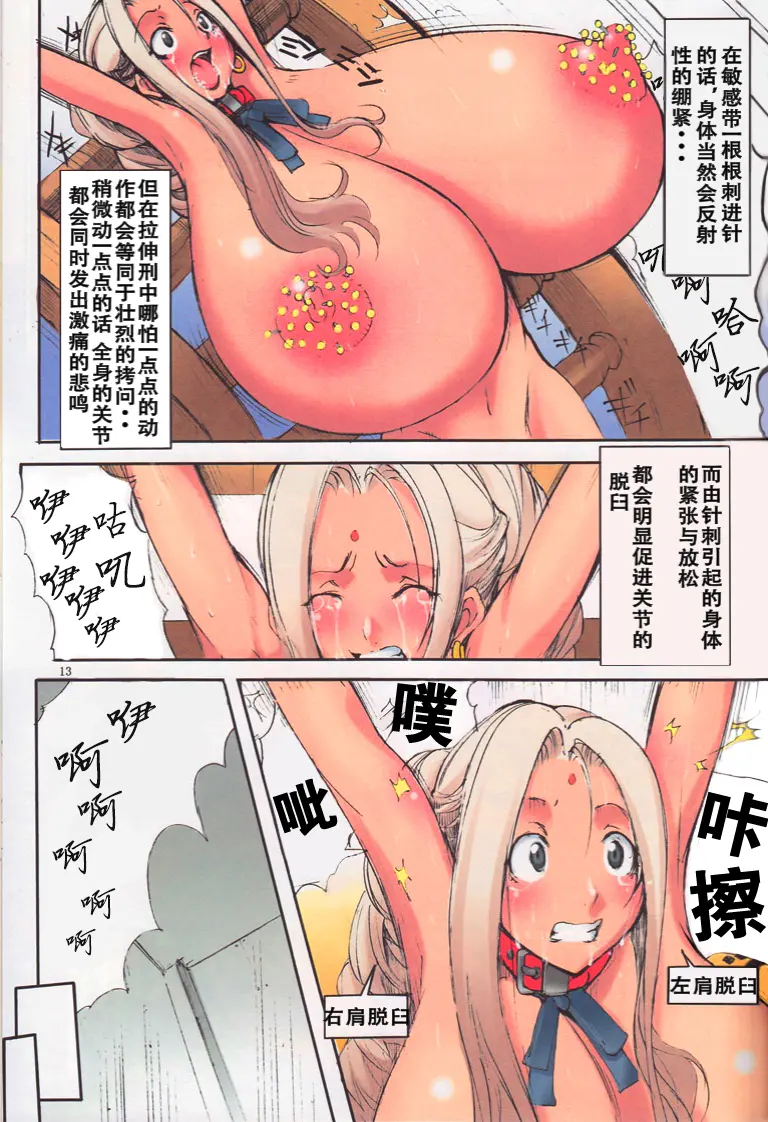 在敏感带一根根刺进针
的话，身体当然会反射
性的绷紧・・・
叽
啊
哈
啊
啊
但在拉伸刑中哪怕一点点的动
作都会等同于壮烈的拷问・・
稍微动一点点的话 全身的关节
都会同时发出激痛的悲鸣
而由针刺引起的身体
的紧张与放松
都会明显促进关节的
脱臼
咕
叽
咿
咿
咿
咿
咿
13
噗
呲
咔
擦
左肩脱臼
右肩脱臼
咿
啊
啊
啊
啊
啊